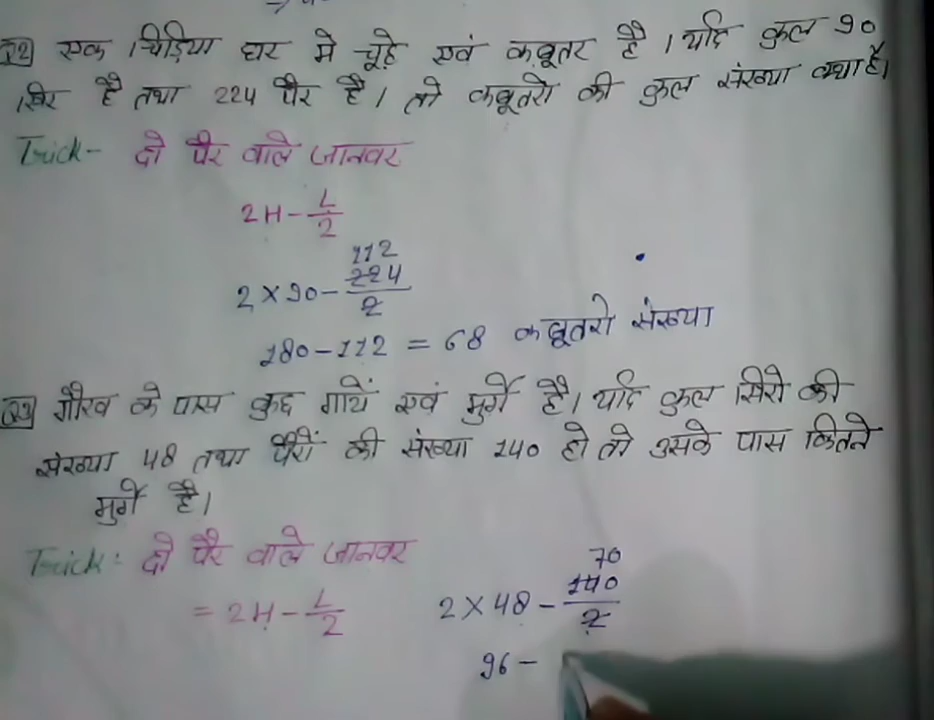 Q2 एक चिड़िया घर मे चूहे एवं कबूतर है । यदि कुल 90
सिर है तथा 224 पैर है । तो कबूतरो की कुल संख्या क्या है।
Trick- दो पैर वाले जानवर
2H - L/2
112
2 × 90 - 224/2
180 - 112 = 68 कबूतरो संख्या
Q3 गौरव के पास कुछ गायें एवं मुर्गे है। यदि कुल सिरो की
संख्या 48 तथा पैरों की संख्या 140 हो तो उसके पास कितने
मुर्गे है।
Trick: दो पैर वाले जानवर
70
= 2H - L/2 2 × 48 - 140/2
96 -